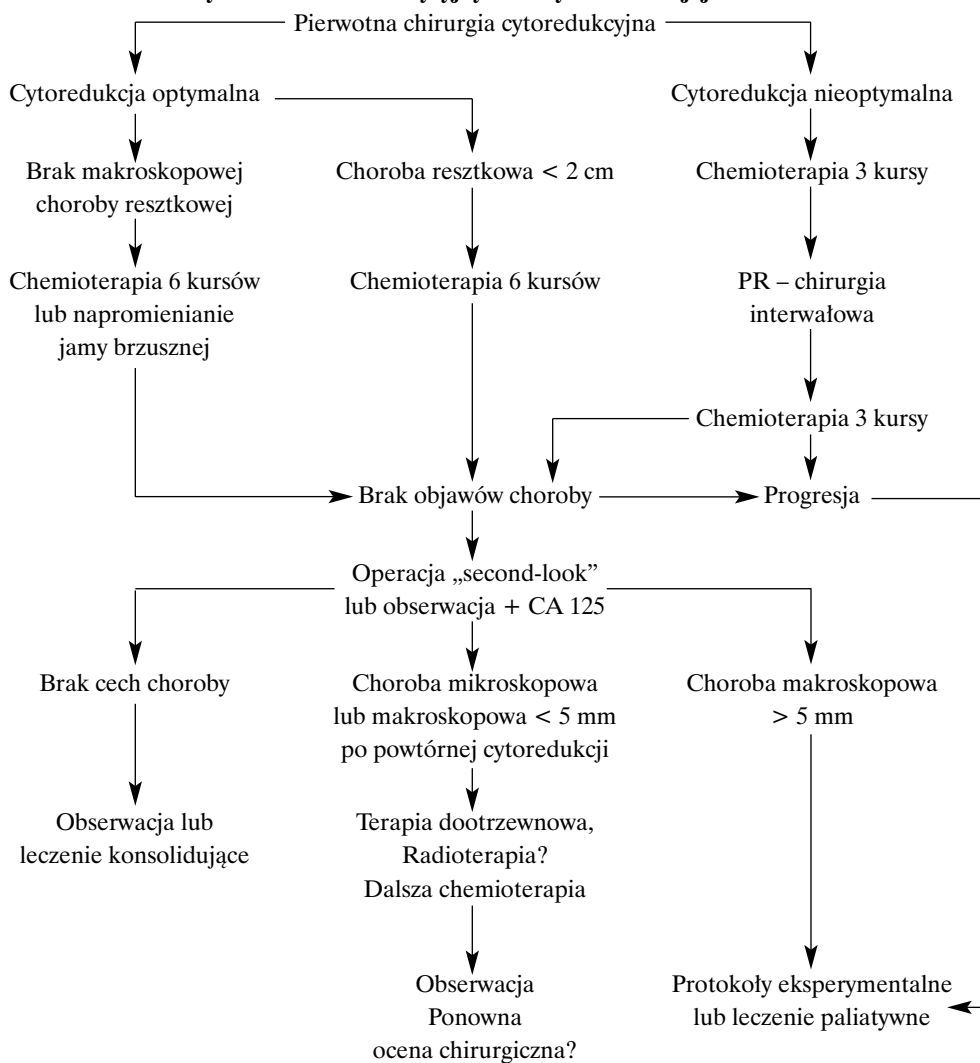 Pierwotna chirurgia cytoredukcyjna
Cytoredukcja optymalna
Cytoredukcja nieoptymalna
Brak makroskopowej
choroby resztkowej
Choroba resztkowa < 2 cm
Chemioterapia 3 kursy
Chemioterapia 6 kursów
lub napromienianie
jamy brzusznej
Chemioterapia 6 kursów
PR – chirurgia
interwałowa
Chemioterapia 3 kursy
Brak objawów choroby
Progresja
Operacja „second-look”
lub obserwacja + CA 125
Brak cech choroby
Choroba mikroskopowa
lub makroskopowa < 5 mm
po powtórnej cytoredukcji
Choroba makroskopowa
> 5 mm
Obserwacja lub
leczenie konsolidujące
Terapia dootrzewnowa,
Radioterapia?
Dalsza chemioterapia
Obserwacja
Ponowna
ocena chirurgiczna?
Protokoły eksperymentalne
lub leczenie paliatywne